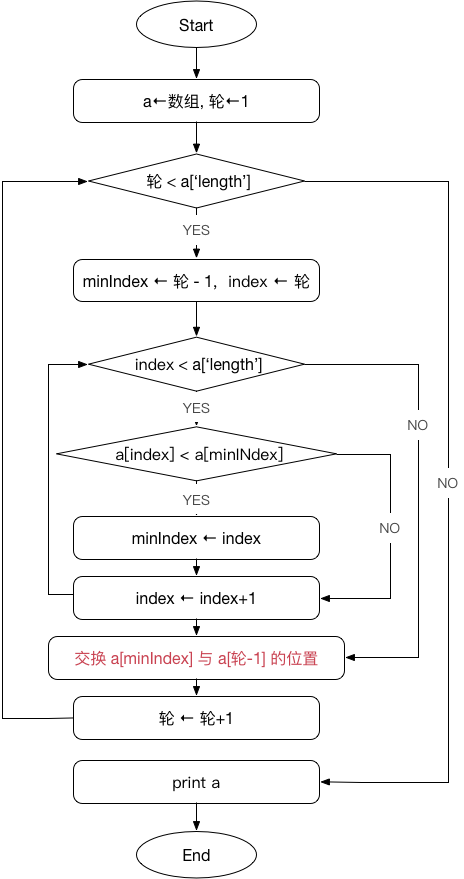 Start
a←数组, 轮←1
轮 < a[‘length’]
YES
minIndex ← 轮 - 1,  index ← 轮
index < a[‘length’]
YES
NO
a[index] < a[minINdex]
NO
YES
NO
minIndex ← index
index ← index+1
交换 a[minIndex] 与 a[轮-1] 的位置
轮 ← 轮+1
print a
End